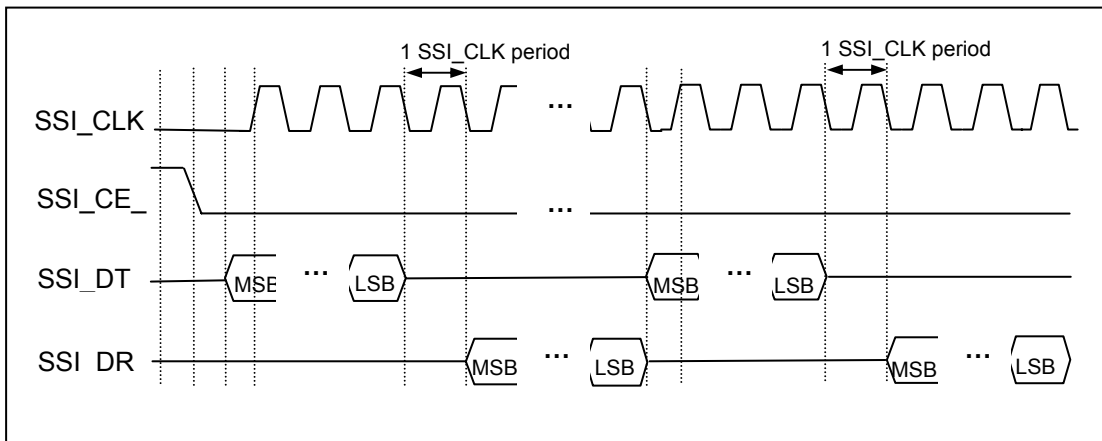 1 SSI_CLK period
1 SSI_CLK period
SSI_CLK
...
SSI_CE_
...
SSI_DT
MSB
...
LSB
MSB
...
LSB
SSI DR
MSB
...
LSB
MSB
...
LSB